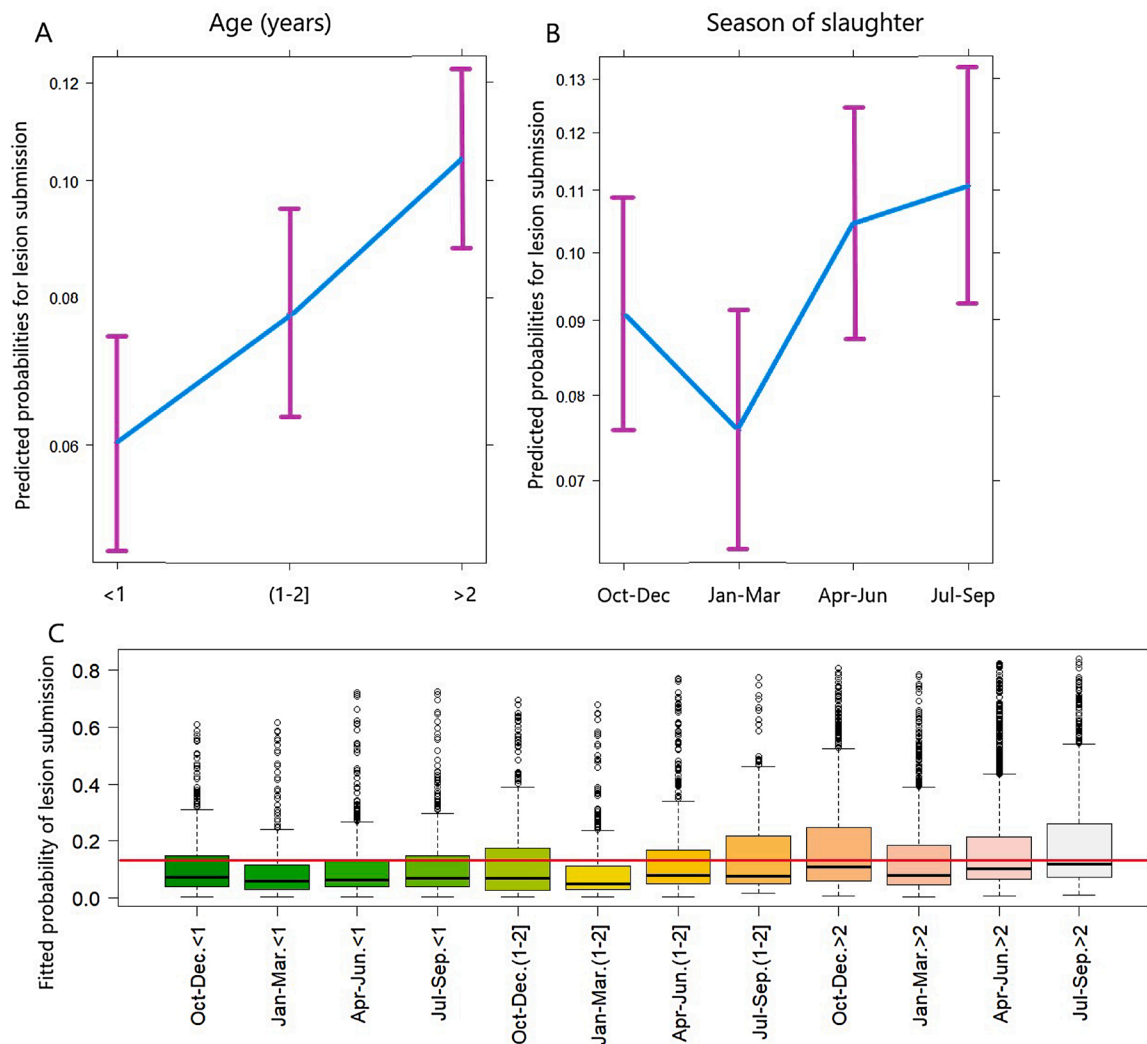 A
Age (years)
Predicted probabilities for lesion submission
0.12
0.10
0.08
0.06
<1
(1-2]
>2
B
Season of slaughter
Predicted probabilities for lesion submission
0.13
0.12
0.11
0.10
0.09
0.08
0.07
Oct-Dec
Jan-Mar
Apr-Jun
Jul-Sep
C
Fitted probability of lesion submission
0.8
0.6
0.4
0.2
0.0
Oct-Dec.<1
Jan-Mar.<1
Apr-Jun.<1
Jul-Sep.<1
Oct-Dec.(1-2]
Jan-Mar.(1-2]
Apr-Jun.(1-2]
Jul-Sep.(1-2]
Oct-Dec.>2
Jan-Mar.>2
Apr-Jun.>2
Jul-Sep.>2